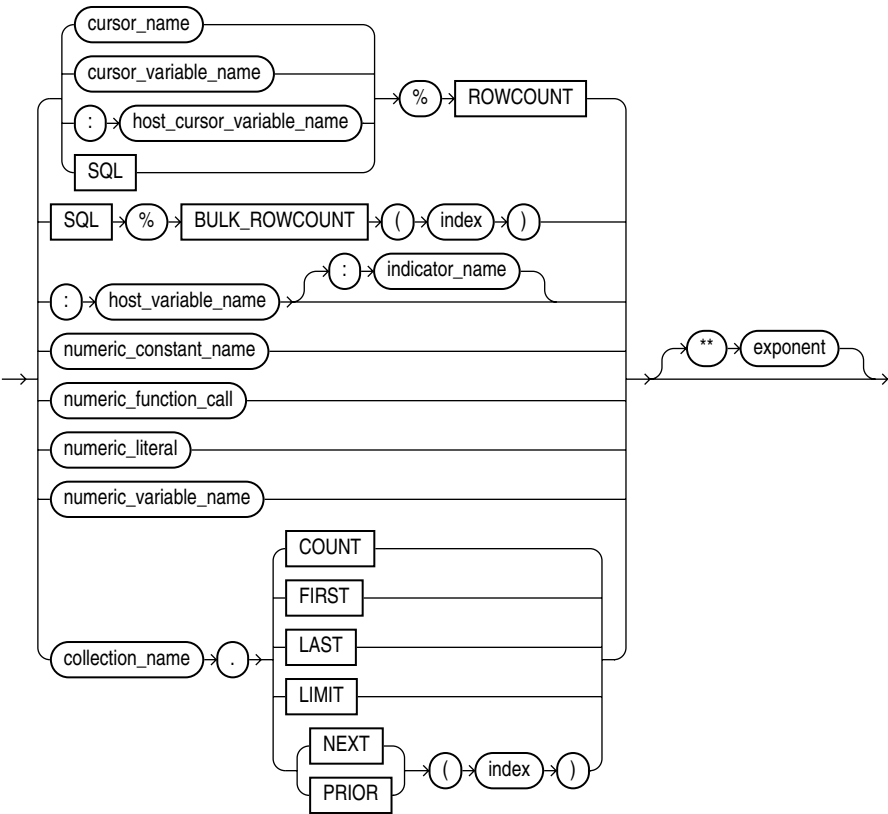 cursor_name
cursor_variable_name
: host_cursor_variable_name
SQL
% ROWCOUNT
SQL % BULK_ROWCOUNT ( index )
: indicator_name
: host_variable_name
numeric_constant_name
** exponent
numeric_function_call
numeric_literal
numeric_variable_name
collection_name .
COUNT
FIRST
LAST
LIMIT
NEXT
PRIOR
( index )